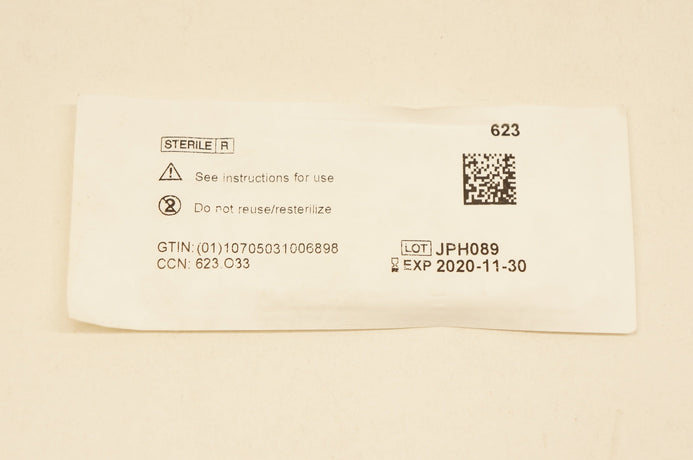 623
STERILE R
See instructions for use
Do not reuse/resterilize
GTIN: (01)10705031006898
CCN: 623.O33
LOT JPH089
EXP 2020-11-30